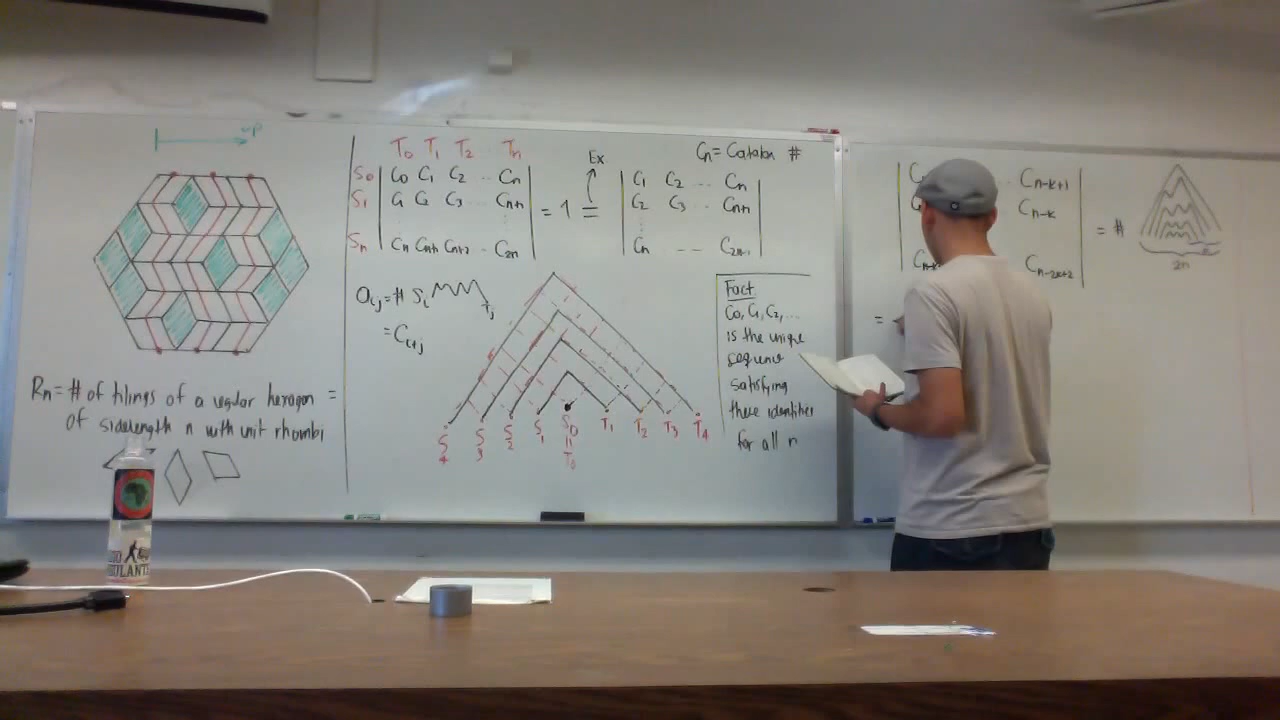 Rn = # of tilings of a regular hexagon =
of sidelength n with unit rhombi
T0 T1 T2 .. Tn
S0 C0 C1 C2 .. Cn
S1 C1 C2 C3 .. Cn+1
Sn Cn Cn+1 Cn+2 .. C2n
= 1 =
Ex
C1 C2 .. Cn
C2 C3 .. Cn+1
Cn -- C2n-1
Cn = Catalan #
aij = # Si Tj
= Ci+j
S4 S3 S2 S1 S0 T1 T2 T3 T4
=
T0
Fact
C0, C1, C2, ...
is the unique
sequence
satisfying
these identities
for all n
.. Cn-k+1
Cn-k
Cn-2k+2
= #
2n
=